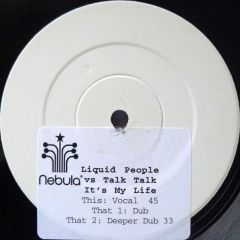 Liquid People
vs Talk Talk
It's My Life
This: Vocal 45
That 1: Dub
That 2: Deeper Dub 33
nebula